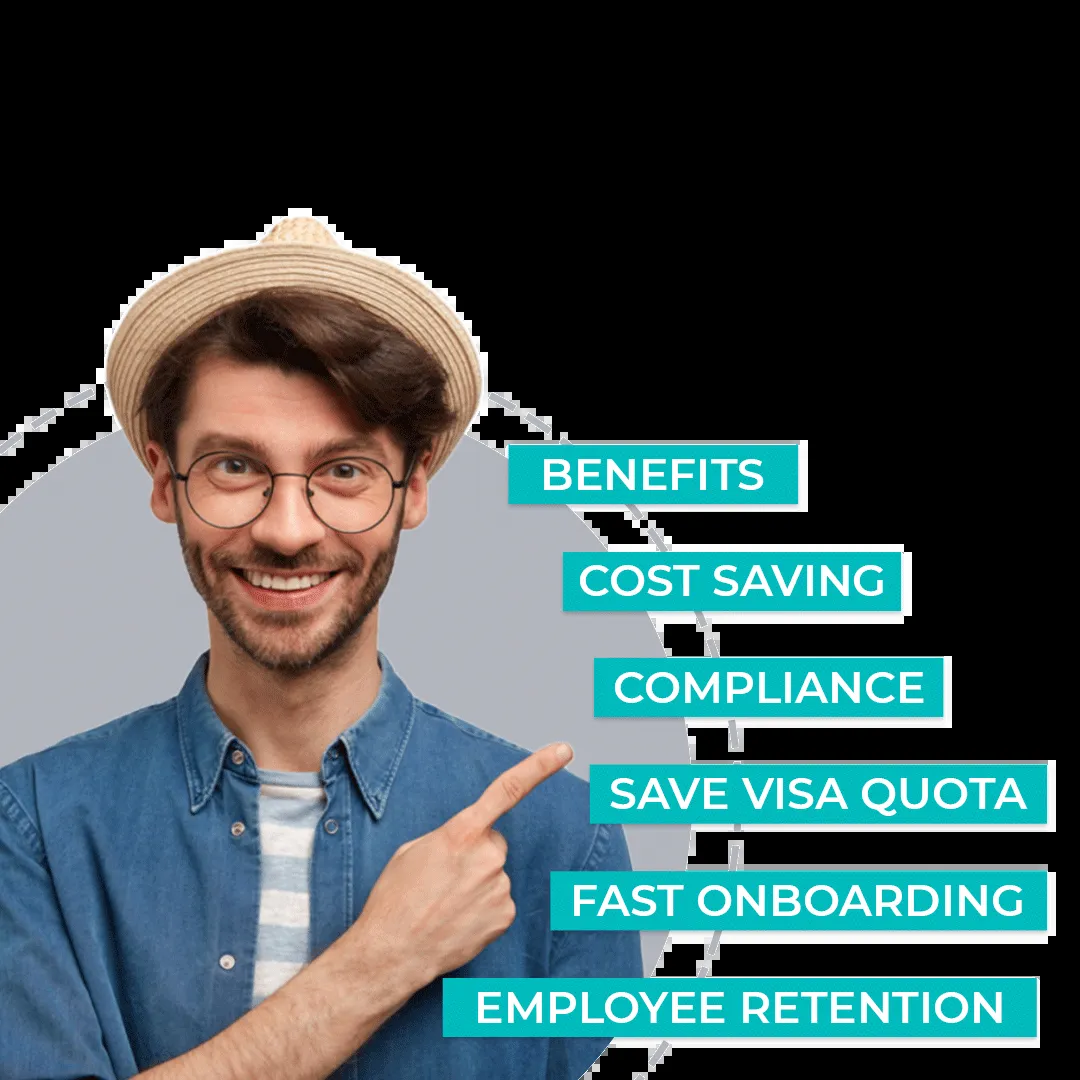 BENEFITS
COST SAVING
COMPLIANCE
SAVE VISA QUOTA
FAST ONBOARDING
EMPLOYEE RETENTION